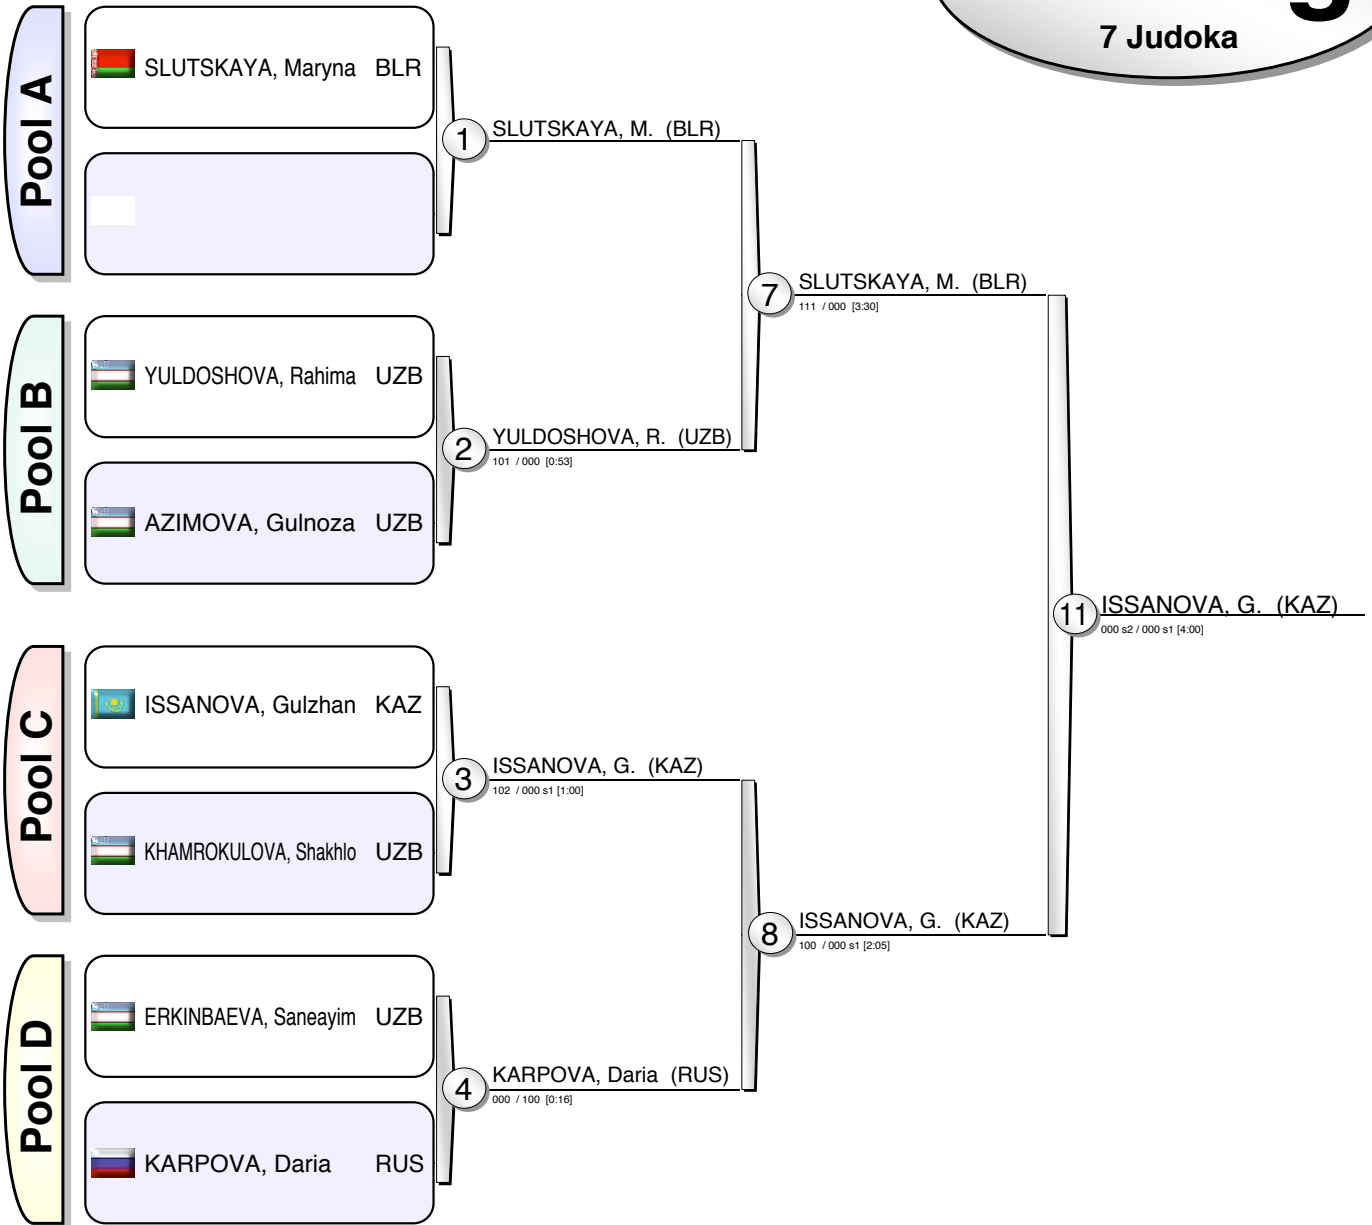 7 Judoka
Pool A
SLUTSKAYA, Maryna BLR
1 SLUTSKAYA, M. (BLR)
7 SLUTSKAYA, M. (BLR)
111 / 000 [3:30]
Pool B
YULDOSHOVA, Rahima UZB
2 YULDOSHOVA, R. (UZB)
101 / 000 [0:53]
AZIMOVA, Gulnoza UZB
11 ISSANOVA, G. (KAZ)
000 s2 / 000 s1 [4:00]
Pool C
ISSANOVA, Gulzhan KAZ
3 ISSANOVA, G. (KAZ)
102 / 000 s1 [1:00]
KHAMROKULOVA, Shakhlo UZB
8 ISSANOVA, G. (KAZ)
100 / 000 s1 [2:05]
Pool D
ERKINBAEVA, Saneayim UZB
4 KARPOVA, Daria (RUS)
000 / 100 [0:16]
KARPOVA, Daria RUS